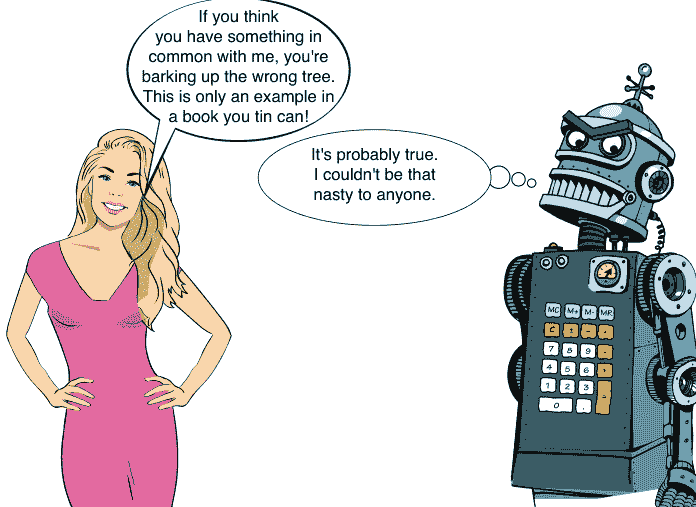 If you think
you have something in
common with me, you're
barking up the wrong tree.
This is only an example in
a book you tin can!
It's probably true.
I couldn't be that
nasty to anyone.
MC M+ M- MR
C
7 8 9
4 5 6
1 2 3
0 .